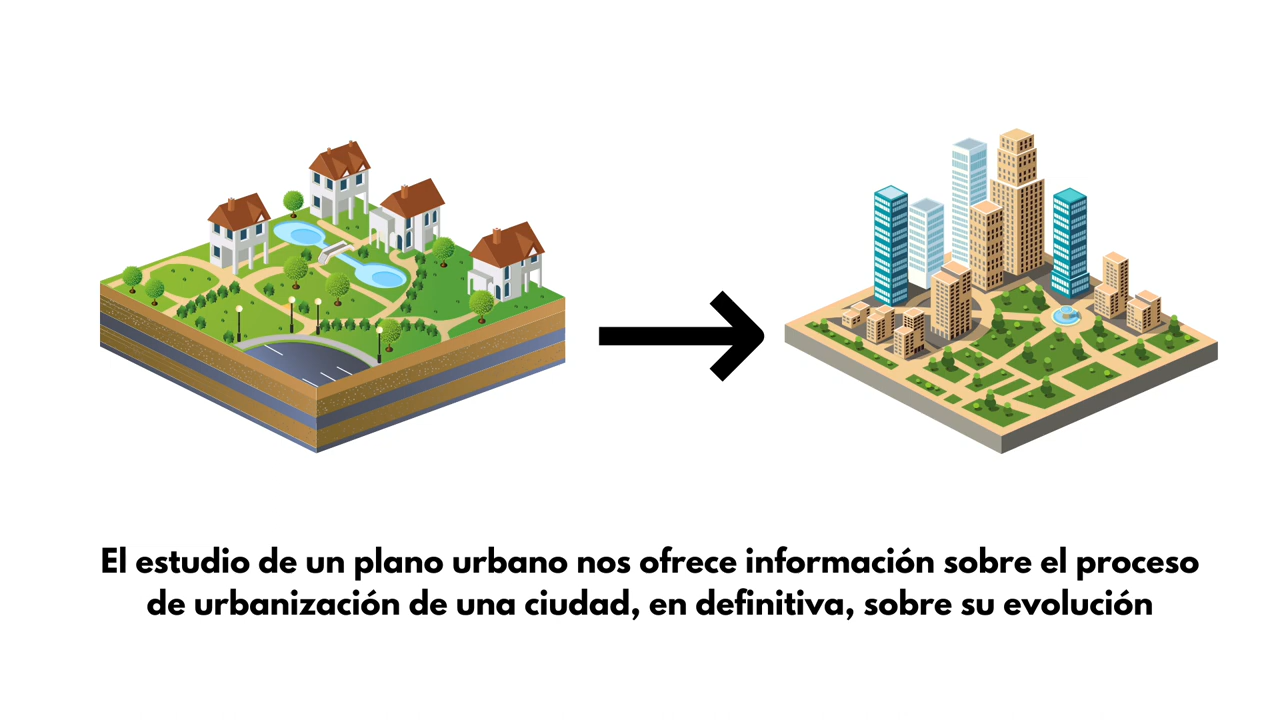 El estudio de un plano urbano nos ofrece información sobre el proceso
de urbanización de una ciudad, en definitiva, sobre su evolución